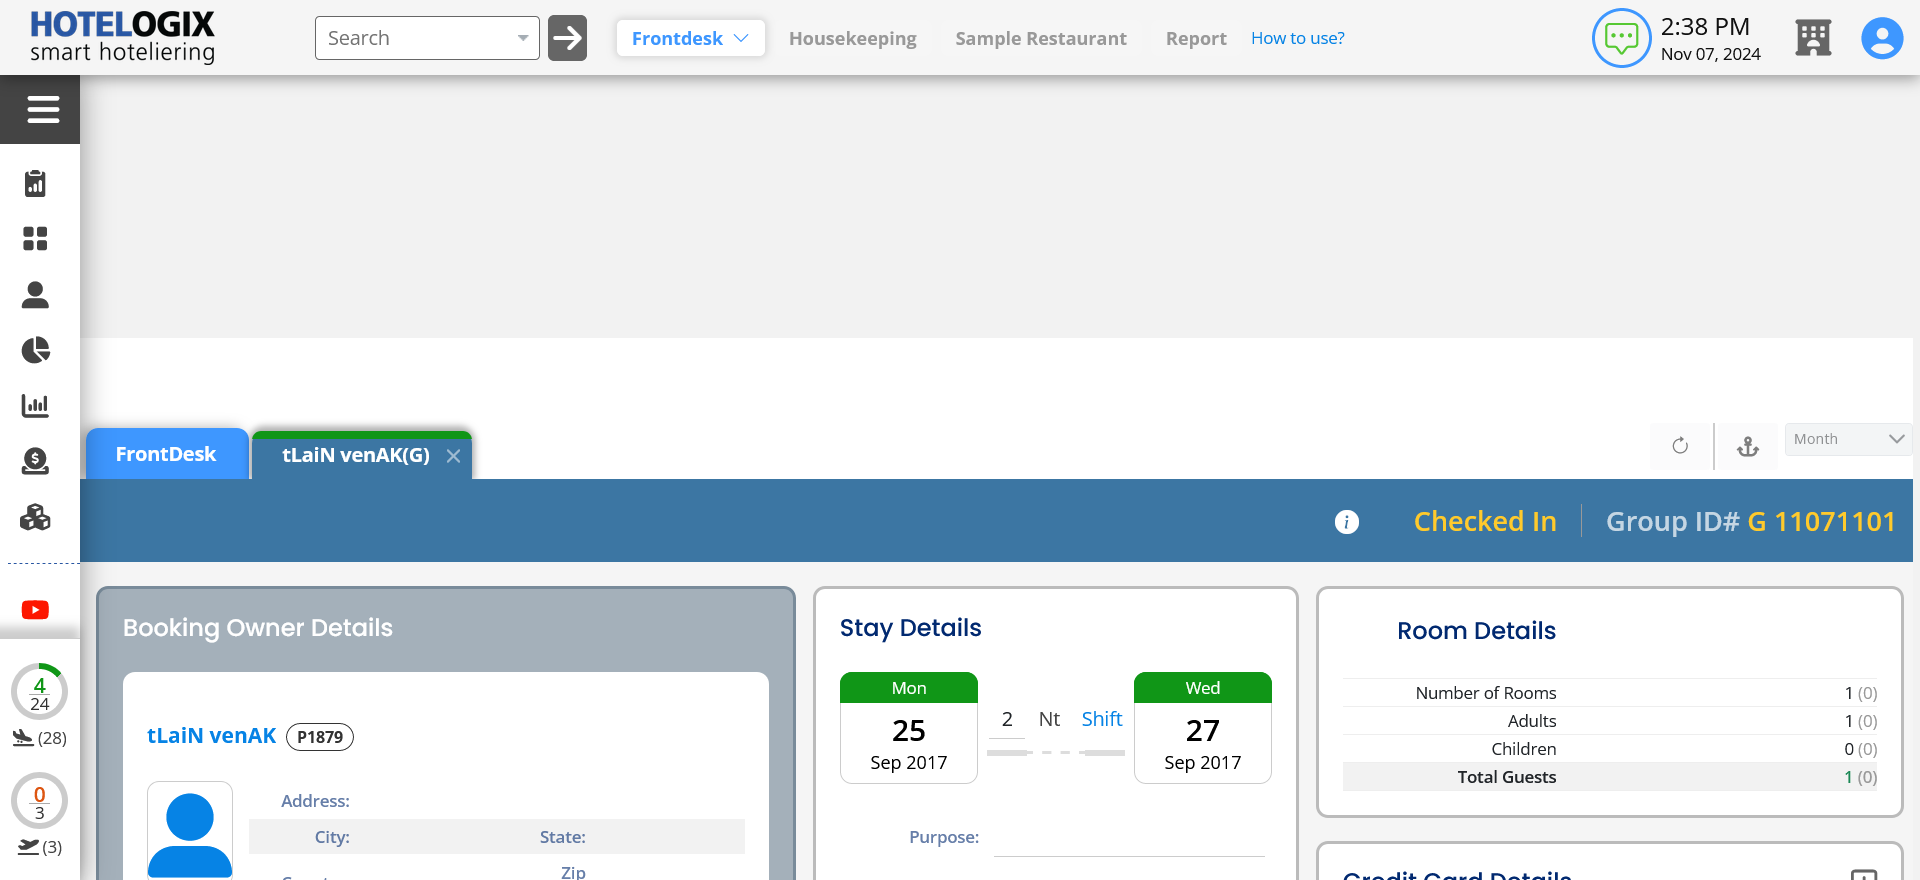 HOTELOGIX
smart hoteliering
Search
Frontdesk
Housekeeping
Sample Restaurant
Report
How to use?
2:38 PM
Nov 07, 2024
FrontDesk
tLaiN venAK(G)
Month
Checked In
Group ID# G 11071101
Booking Owner Details
tLaiN venAK P1879
Address:
City: State:
Zip
Stay Details
Mon
25
Sep 2017
2 Nt Shift
Wed
27
Sep 2017
Purpose:
Room Details
Number of Rooms 1 (0)
Adults 1 (0)
Children 0 (0)
Total Guests 1 (0)
Credit Card Details
4
24
(28)
0
3
(3)